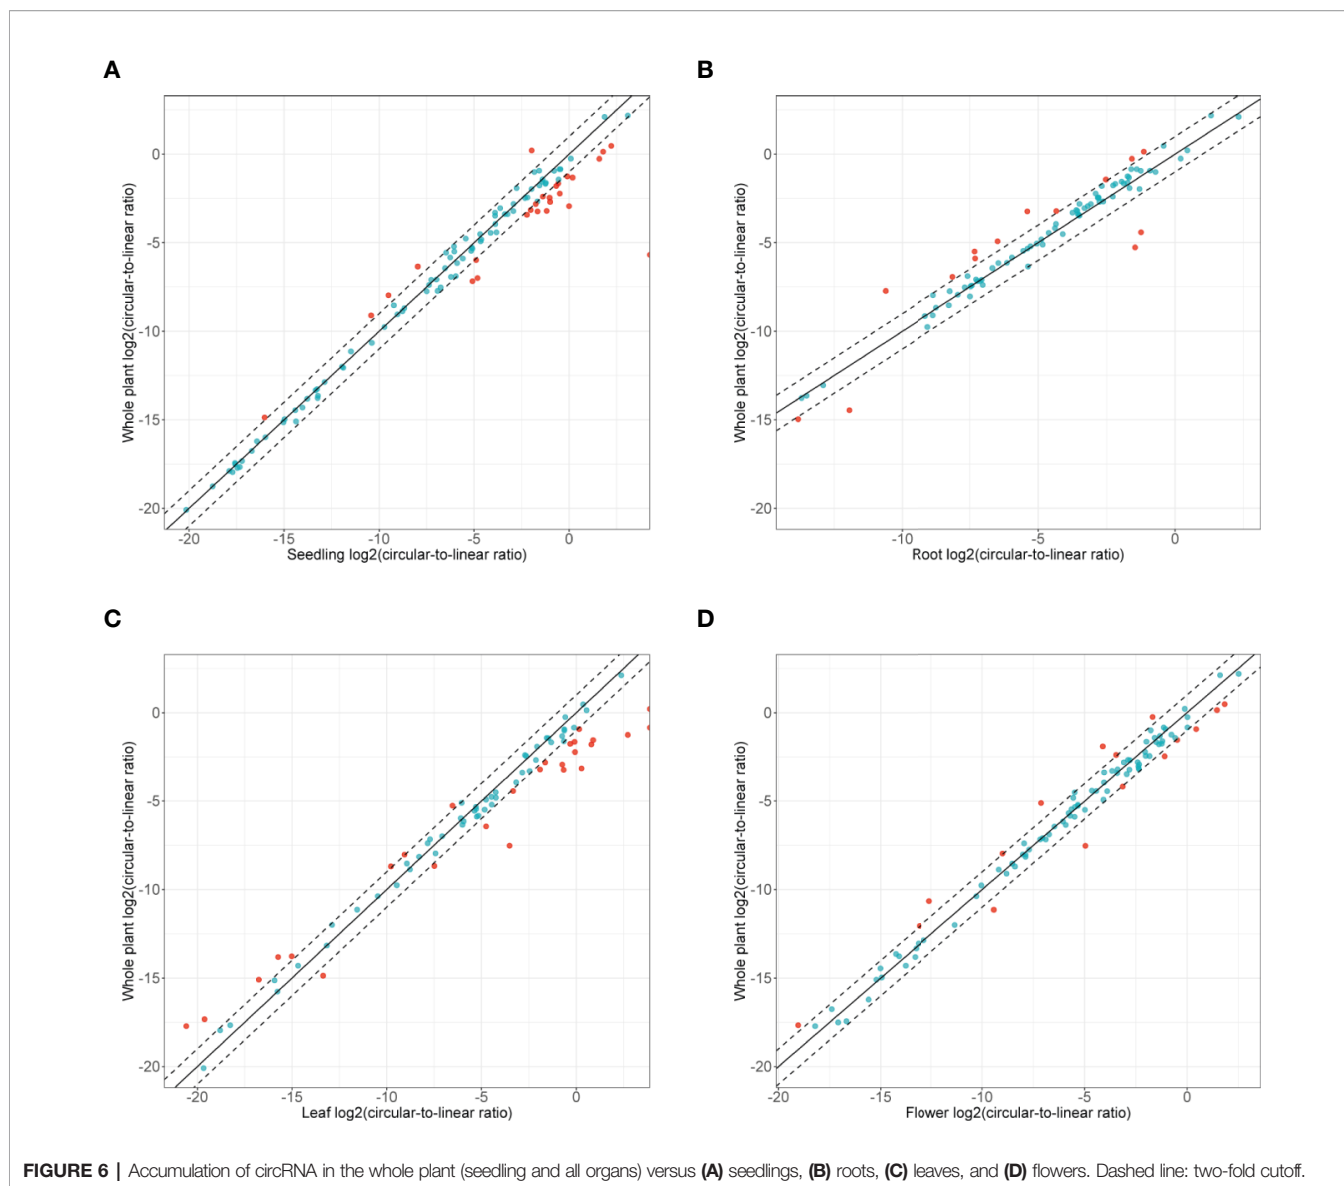 A
Whole plant log2(circular-to-linear ratio)
0
-5
-10
-15
-20
-20 -15 -10 -5 0
Seedling log2(circular-to-linear ratio)
B
Whole plant log2(circular-to-linear ratio)
0
-5
-10
-15
-20
-10 -5 0
Root log2(circular-to-linear ratio)
C
Whole plant log2(circular-to-linear ratio)
0
-5
-10
-15
-20
-20 -15 -10 -5 0
Leaf log2(circular-to-linear ratio)
D
Whole plant log2(circular-to-linear ratio)
0
-5
-10
-15
-20
-20 -15 -10 -5 0
Flower log2(circular-to-linear ratio)
FIGURE 6 | Accumulation of circRNA in the whole plant (seedling and all organs) versus (A) seedlings, (B) roots, (C) leaves, and (D) flowers. Dashed line: two-fold cutoff.